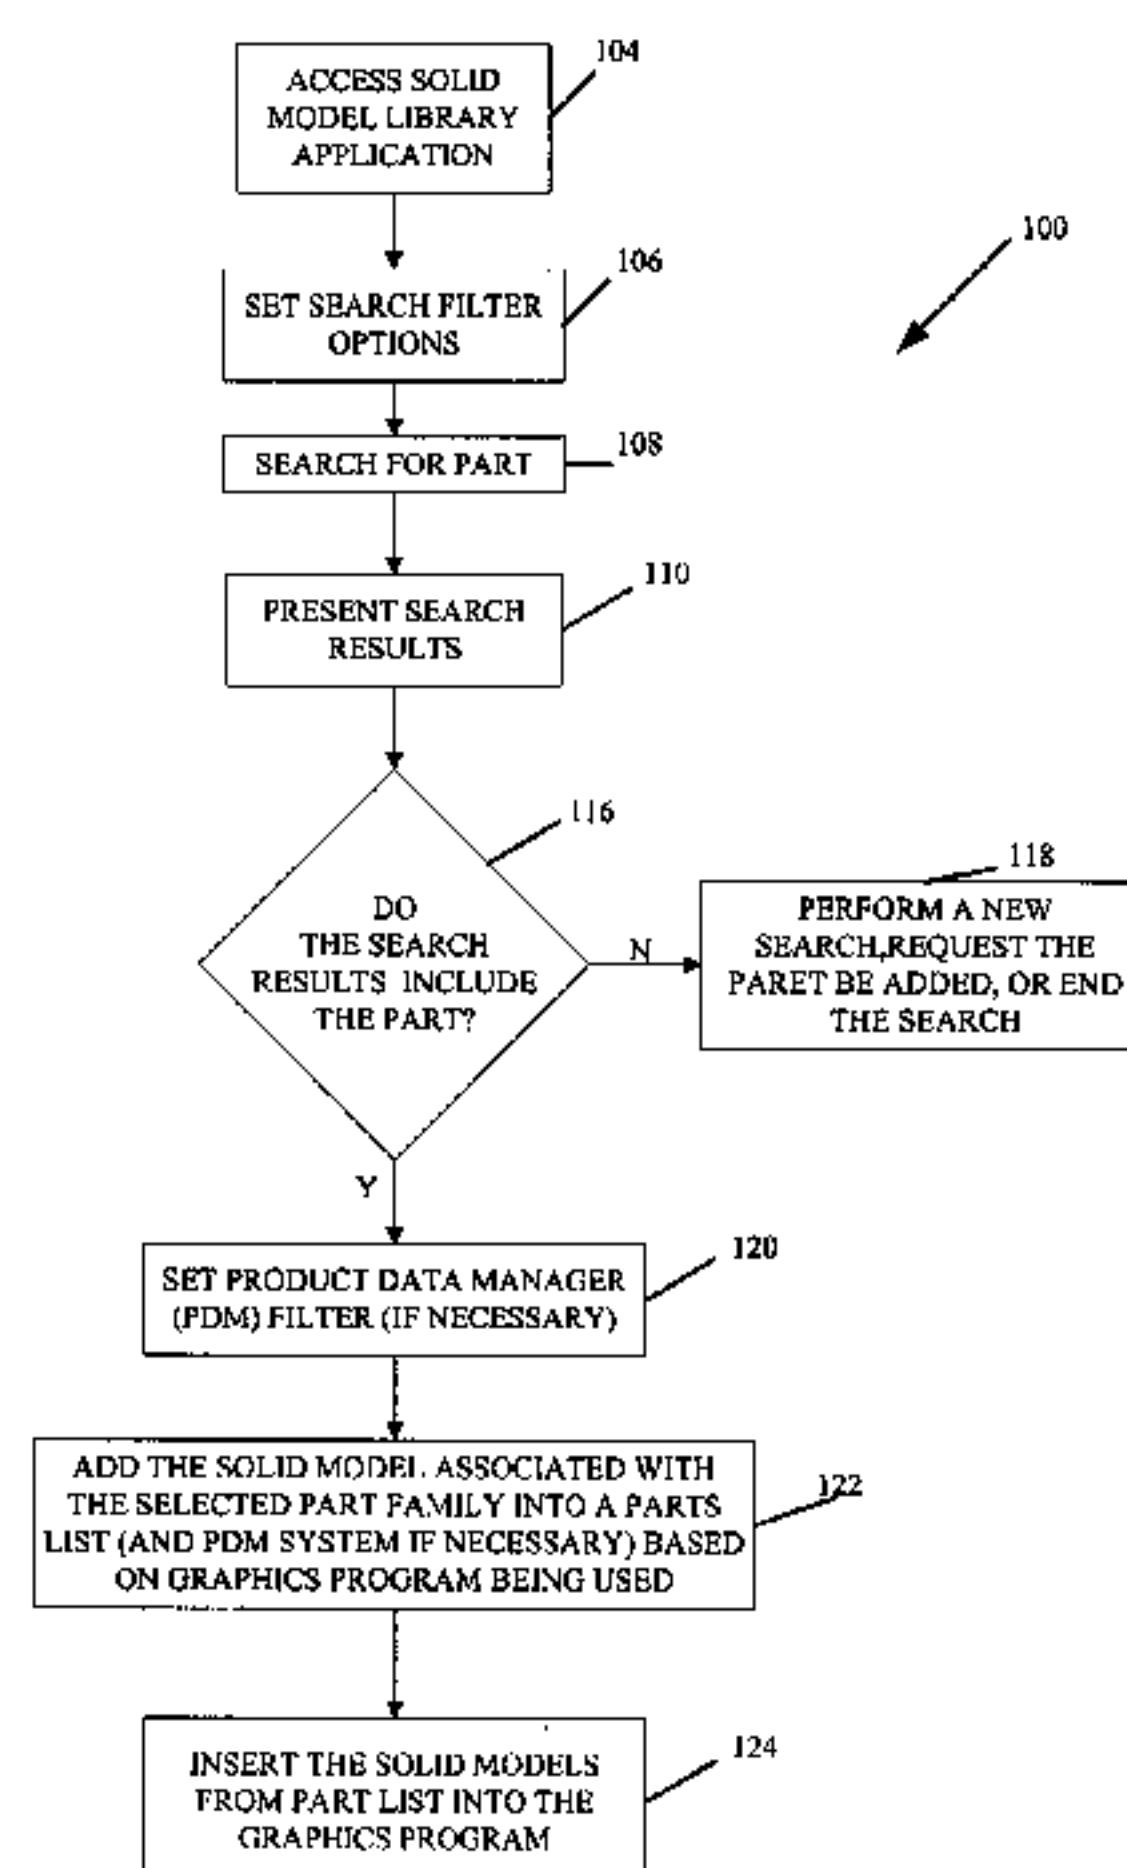 104
ACCESS SOLID
MODEL LIBRARY
APPLICATION
100
106
SET SEARCH FILTER
OPTIONS
108
SEARCH FOR PART
110
PRESENT SEARCH
RESULTS
116
DO
THE SEARCH
RESULTS INCLUDE
THE PART?
N
118
PERFORM A NEW
SEARCH,REQUEST THE
PARET BE ADDED, OR END
THE SEARCH
Y
120
SET PRODUCT DATA MANAGER
(PDM) FILTER (IF NECESSARY)
122
ADD THE SOLID MODEL ASSOCIATED WITH
THE SELECTED PART FAMILY INTO A PARTS
LIST (AND PDM SYSTEM IF NECESSARY) BASED
ON GRAPHICS PROGRAM BEING USED
124
INSERT THE SOLID MODELS
FROM PART LIST INTO THE
GRAPHICS PROGRAM